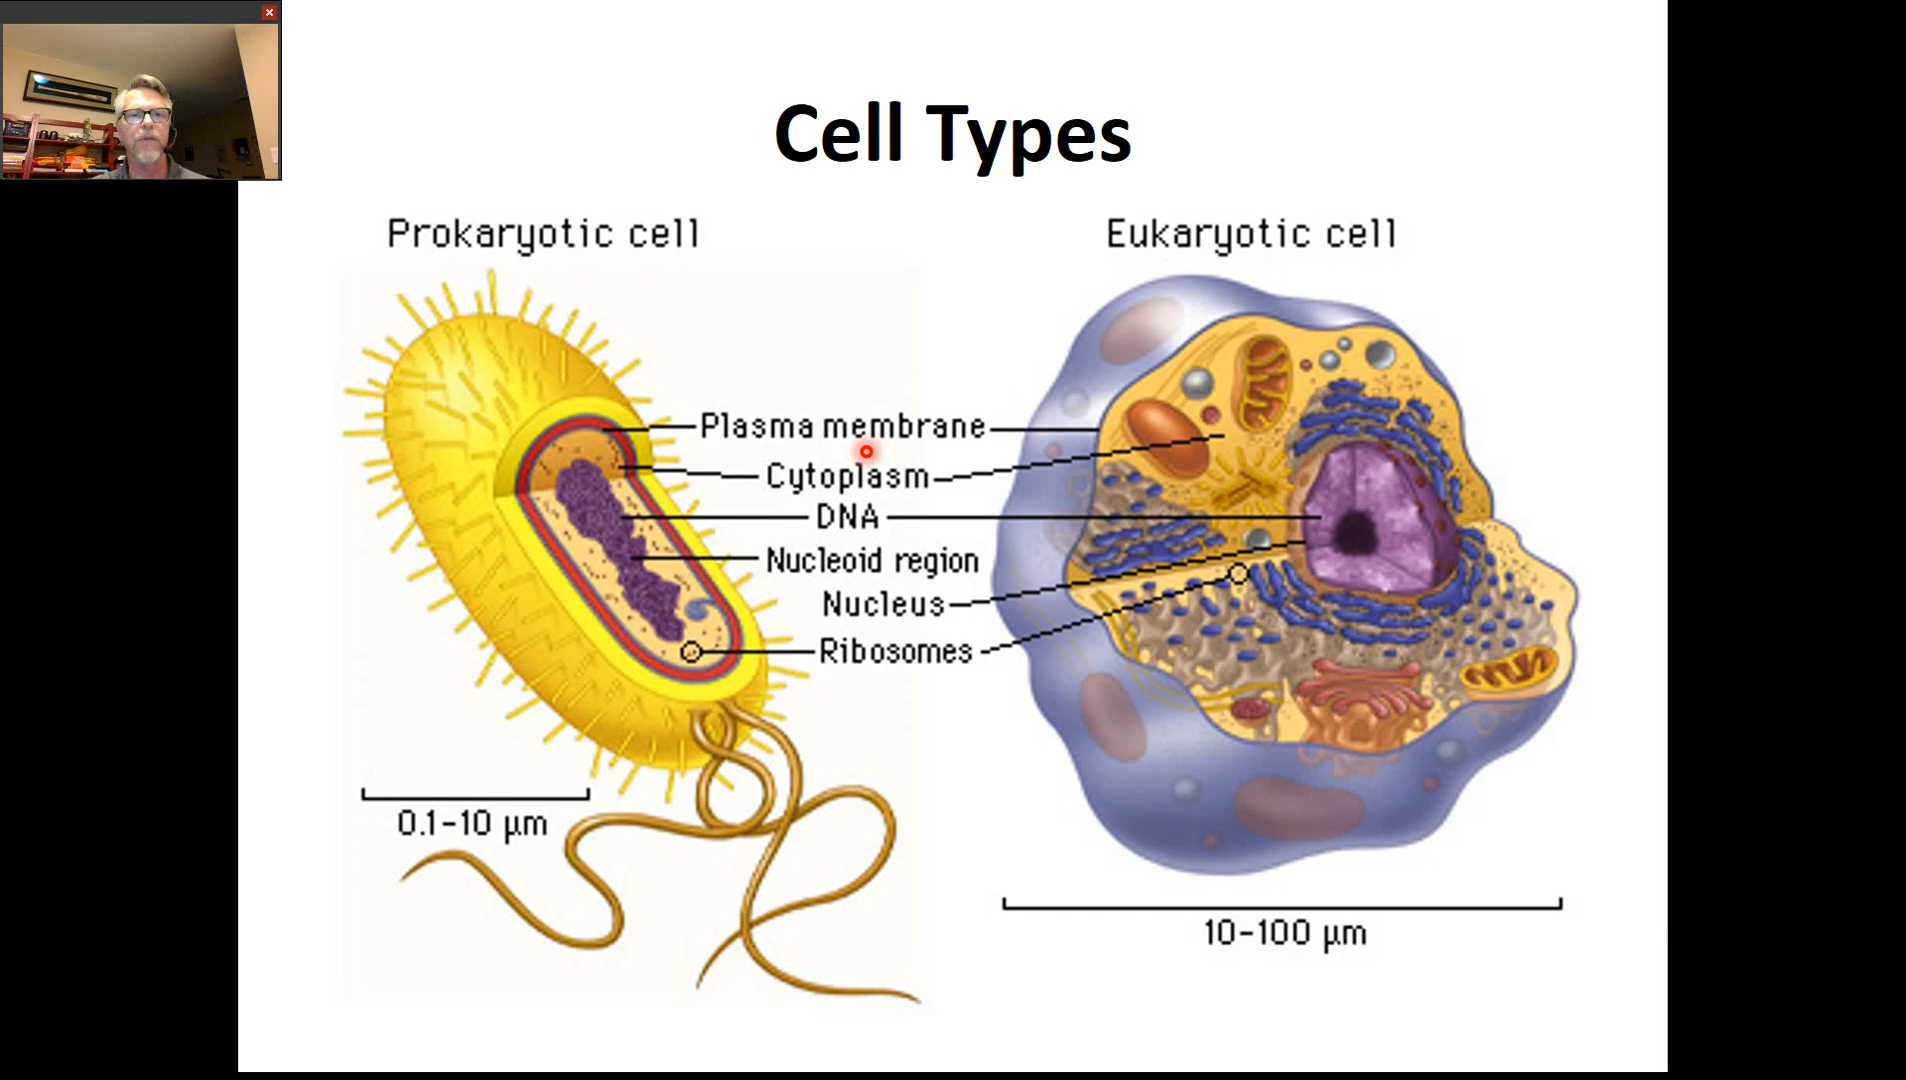 Cell Types
Prokaryotic cell
Eukaryotic cell
Plasma membrane
Cytoplasm
DNA
Nucleoid region
Nucleus
Ribosomes
0.1–10 µm
10–100 µm